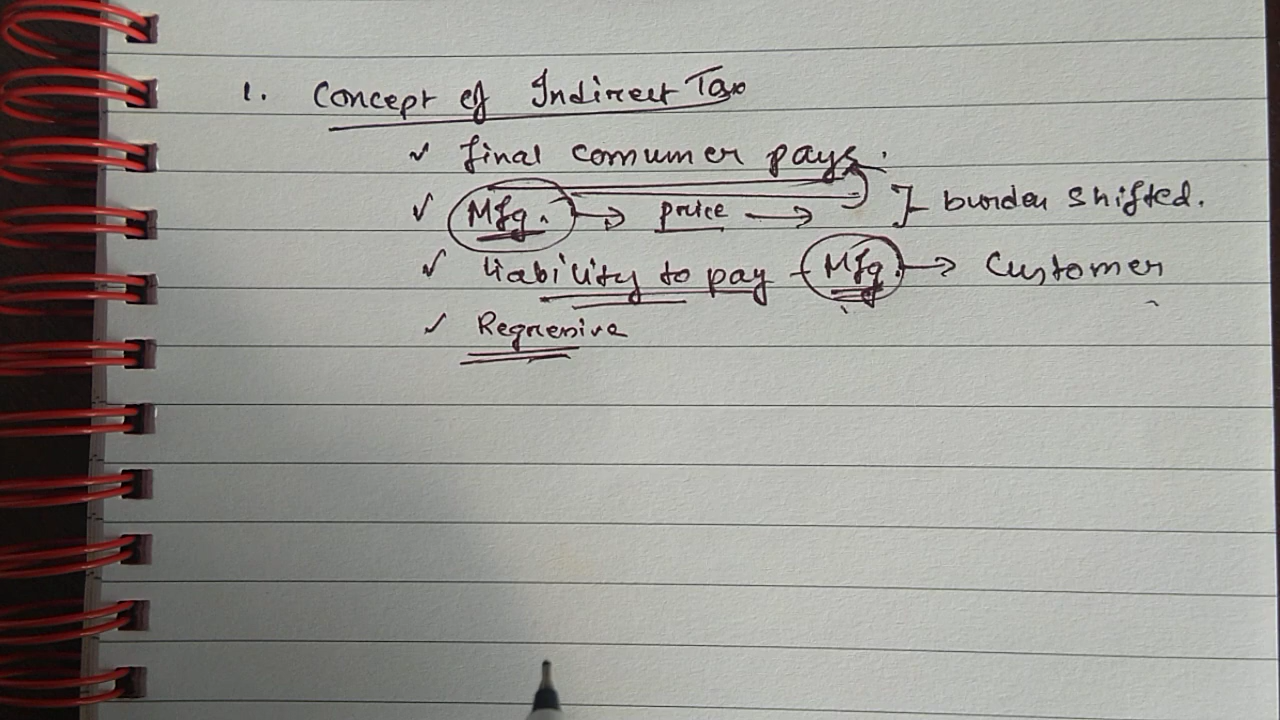 1. Concept of Indirect Tax
✓ final consumer pays.
✓ Mfg. → price → } burden shifted.
✓ liability to pay - Mfg. → Customer
✓ Regressive